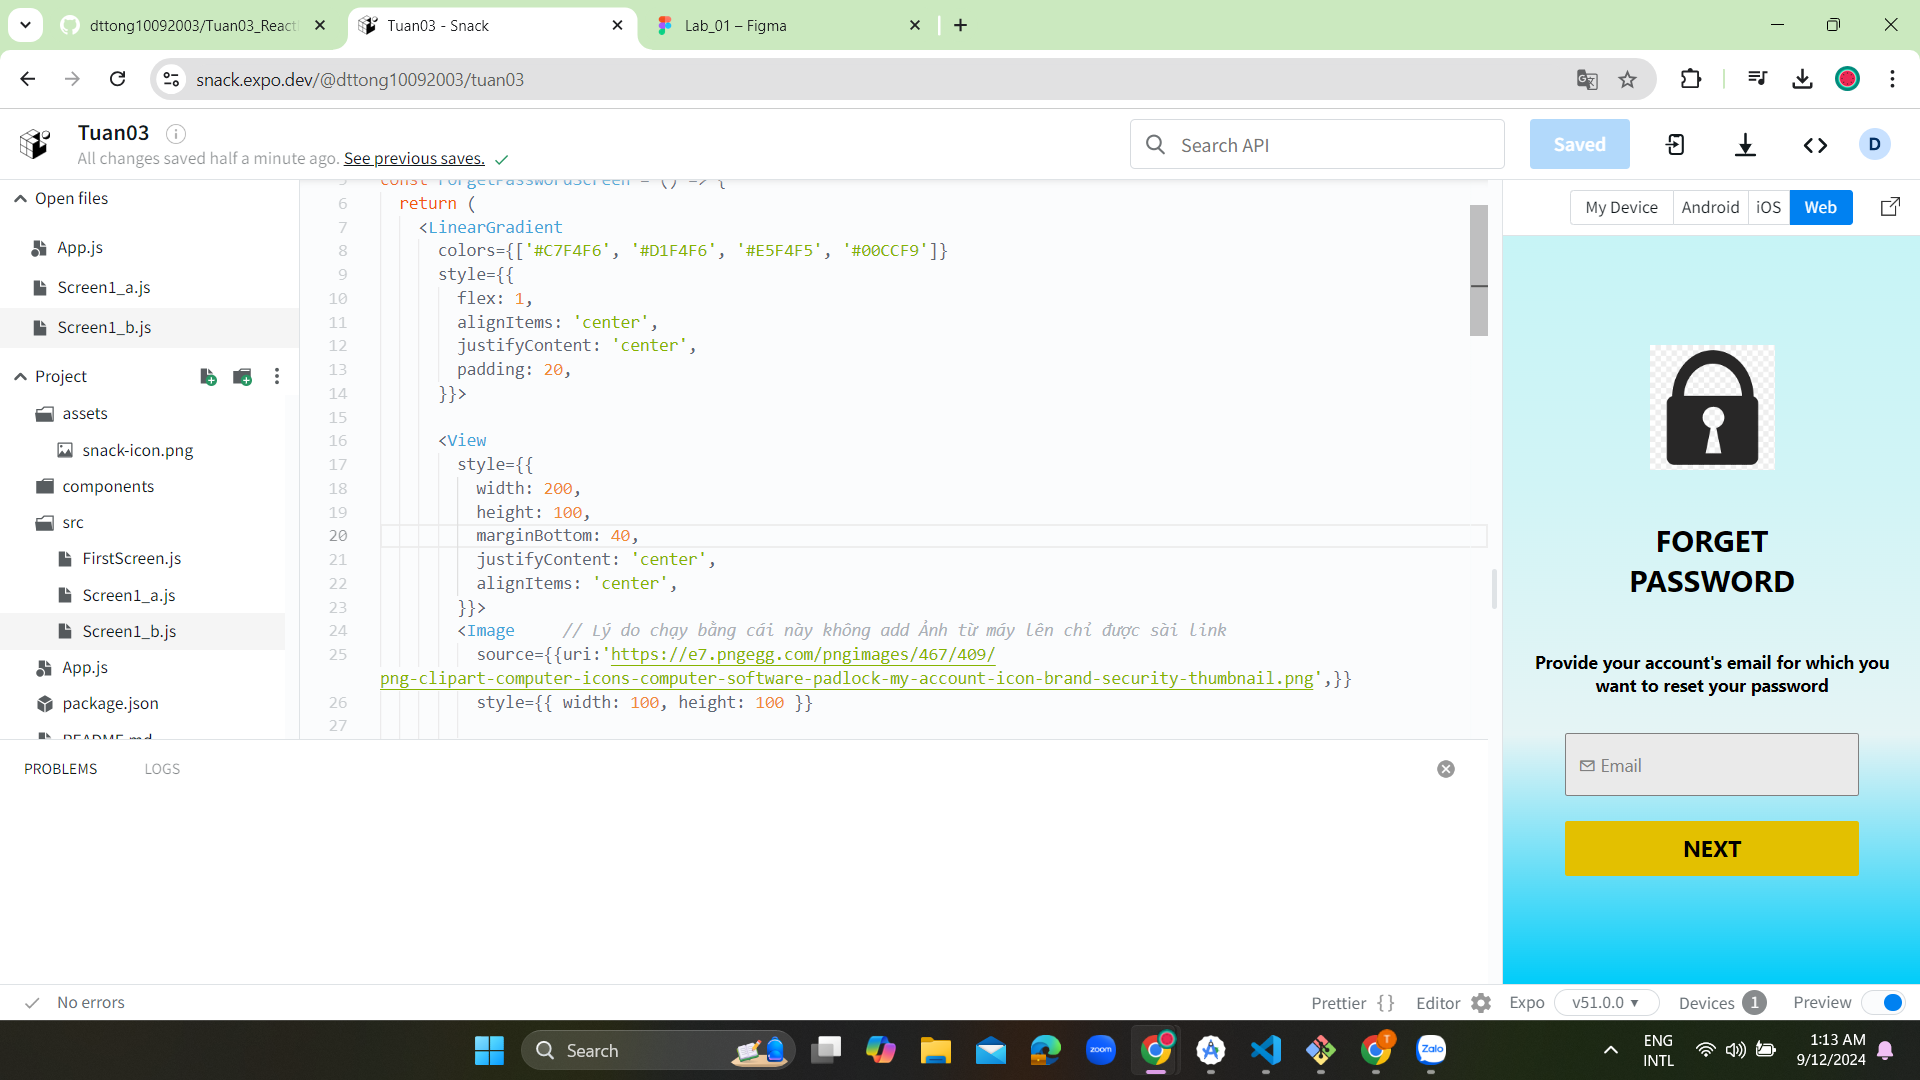 dttong10092003/Tuan03_React
Tuan03 - Snack
Lab_01 – Figma
snack.expo.dev/@dttong10092003/tuan03
Tuan03
All changes saved half a minute ago. See previous saves.
Search API
Saved
D
Open files
App.js
Screen1_a.js
Screen1_b.js
Project
assets
snack-icon.png
components
src
FirstScreen.js
Screen1_a.js
Screen1_b.js
App.js
package.json
README.md
5 const ForgetPasswordScreen = () => {
6 return (
7 <LinearGradient
8 colors={['#C7F4F6', '#D1F4F6', '#E5F4F5', '#00CCF9']}
9 style={{
10 flex: 1,
11 alignItems: 'center',
12 justifyContent: 'center',
13 padding: 20,
14 }}>
15
16 <View
17 style={{
18 width: 200,
19 height: 100,
20 marginBottom: 40,
21 justifyContent: 'center',
22 alignItems: 'center',
23 }}>
24 <Image // Lý do chạy bằng cái này không add Ảnh từ máy lên chỉ được sài link
25 source={{uri:'https://e7.pngegg.com/pngimages/467/409/
png-clipart-computer-icons-computer-software-padlock-my-account-icon-brand-security-thumbnail.png',}}
26 style={{ width: 100, height: 100 }}
27
My Device
Android
iOS
Web
FORGET
PASSWORD
Provide your account's email for which you
want to reset your password
Email
NEXT
PROBLEMS
LOGS
No errors
Prettier { }
Editor
Expo
v51.0.0
Devices 1
Preview
Search
zoom
T
Zalo
ENG
INTL
1:13 AM
9/12/2024